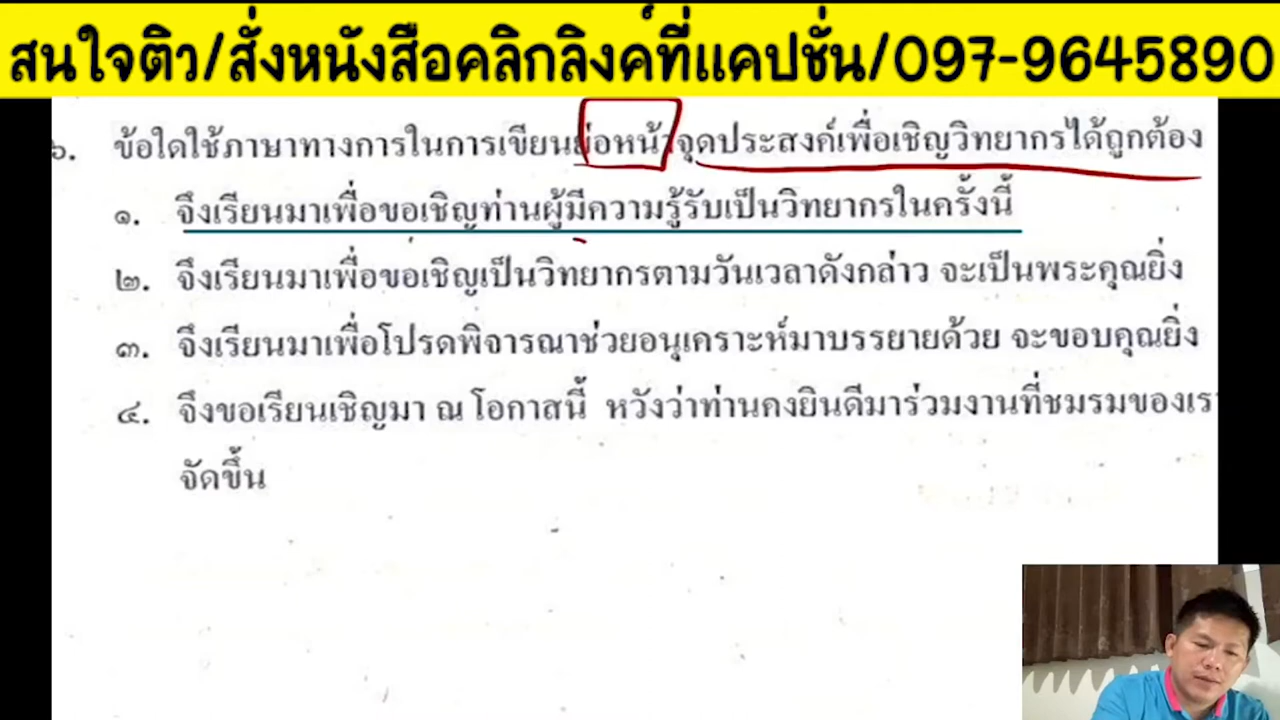 สนใจติว/สั่งหนังสือคลิกลิงค์ที่แคปชั่น/097-9645890
๖. ข้อใดใช้ภาษาทางการในการเขียนย่อหน้าจุดประสงค์เพื่อเชิญวิทยากรได้ถูกต้อง
๑. จึงเรียนมาเพื่อขอเชิญท่านผู้มีความรู้รับเป็นวิทยากรในครั้งนี้
๒. จึงเรียนมาเพื่อขอเชิญเป็นวิทยากรตามวันเวลาดังกล่าว จะเป็นพระคุณยิ่ง
๓. จึงเรียนมาเพื่อโปรดพิจารณาช่วยอนุเคราะห์มาบรรยายด้วย จะขอบคุณยิ่ง
๔. จึงขอเรียนเชิญมา ณ โอกาสนี้ หวังว่าท่านคงยินดีมาร่วมงานที่ชมรมของเรา
จัดขึ้น